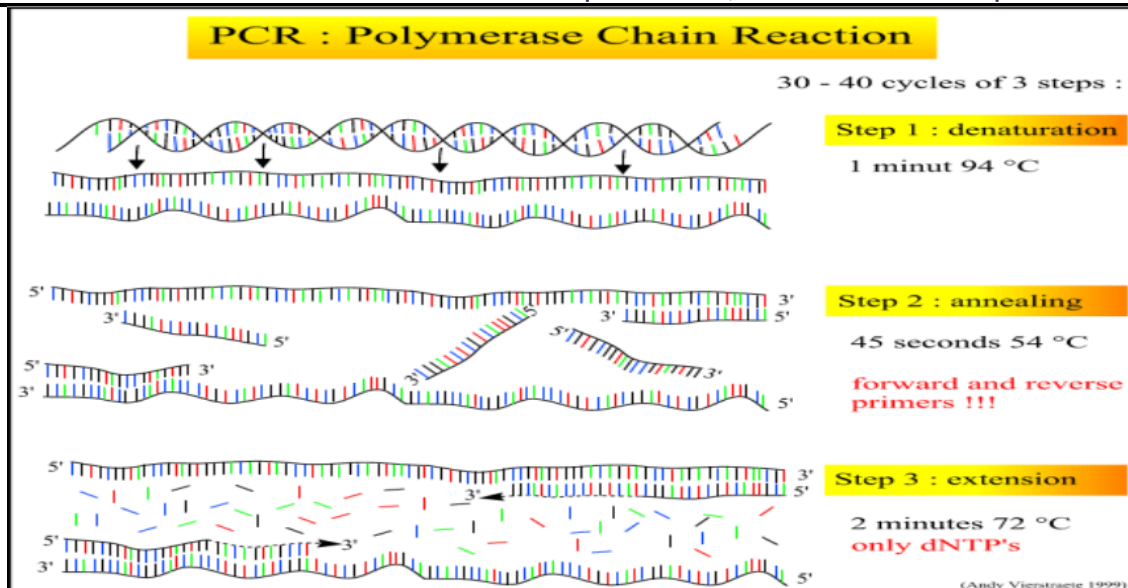 PCR : Polymerase Chain Reaction
30 - 40 cycles of 3 steps :
Step 1 : denaturation
1 minut 94 °C
5'
3'
3'
5'
3'
5'
Step 2 : annealing
45 seconds 54 °C
forward and reverse
primers !!!
5'
3'
5'
3'
3'
5'
3'
5'
5'
3'
3'
5'
Step 3 : extension
2 minutes 72 °C
only dNTP's
5'
3'
3'
5'
(Andy Vierstraete 1999)